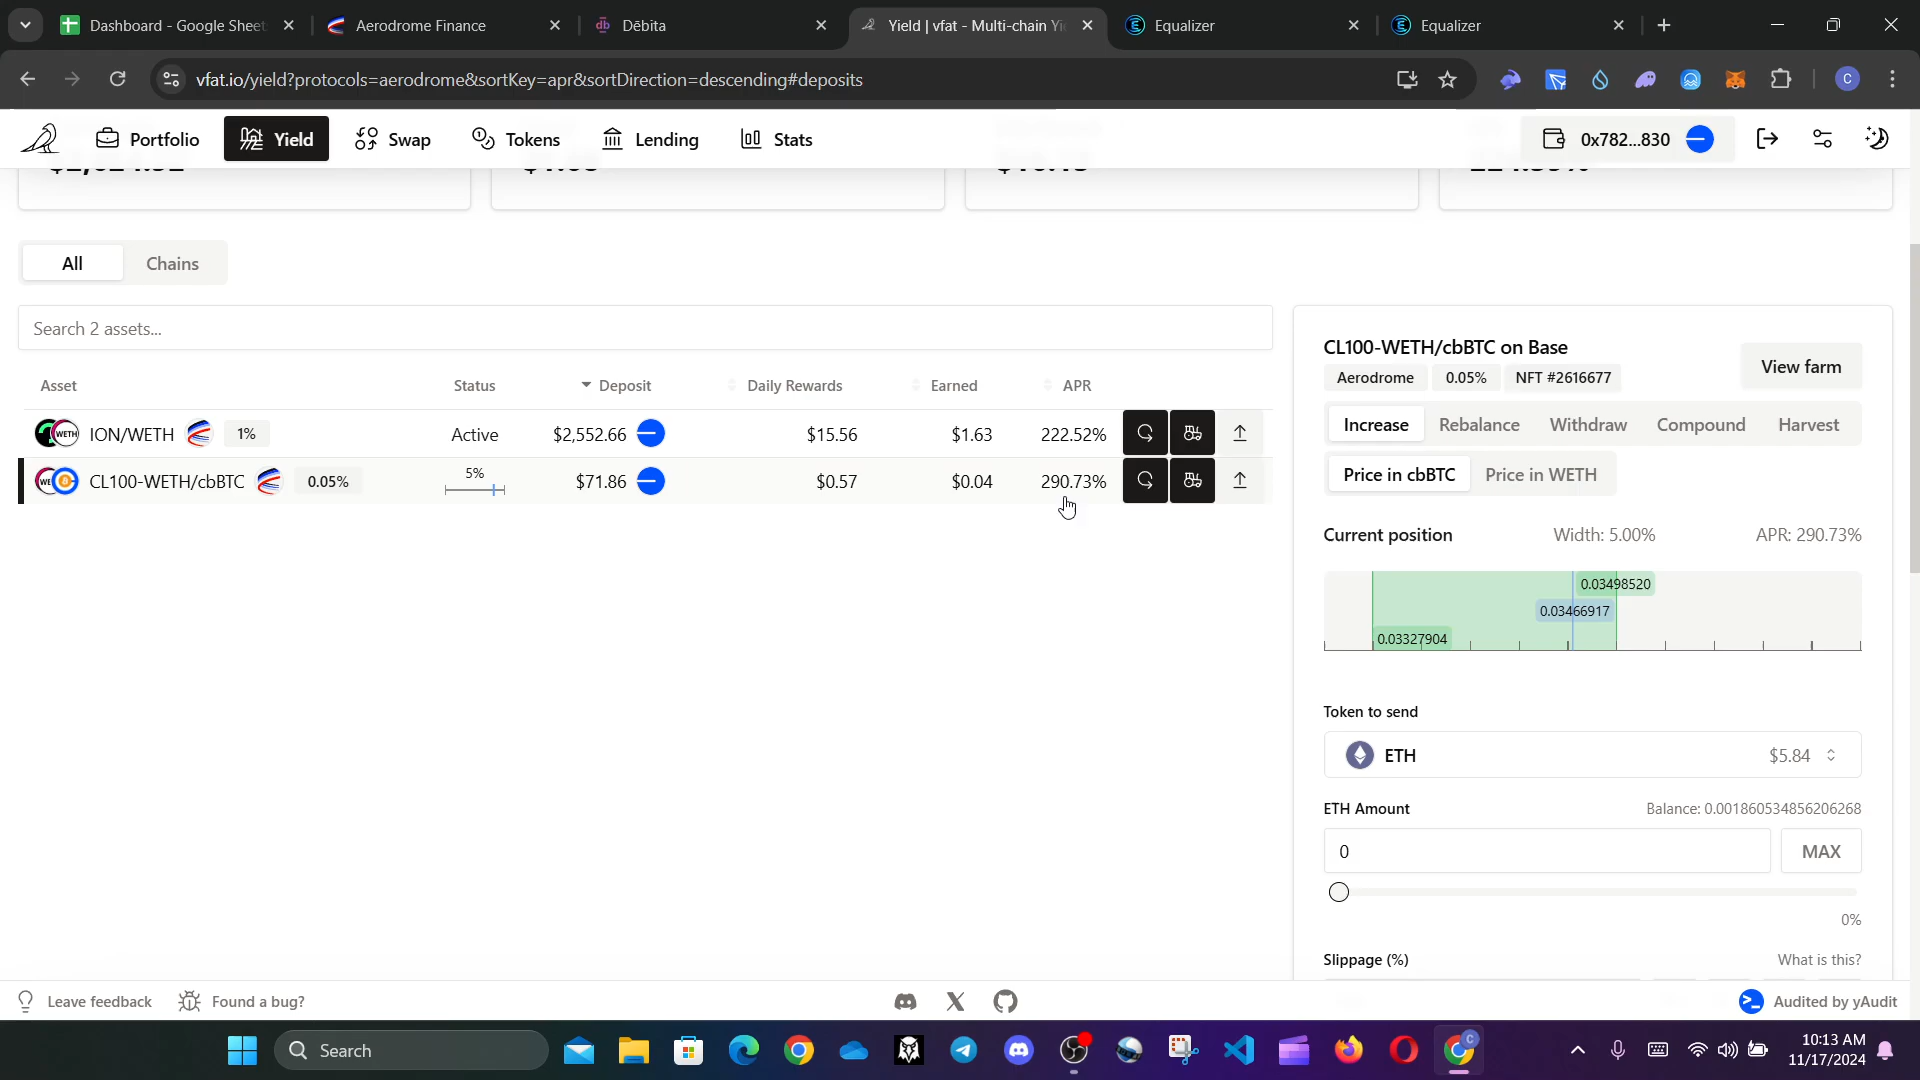 Dashboard - Google Sheet
Aerodrome Finance
Dēbita
Yield | vfat - Multi-chain Yi
Equalizer
Equalizer
vfat.io/yield?protocols=aerodrome&sortKey=apr&sortDirection=descending#deposits
C
Portfolio
Yield
Swap
Tokens
Lending
Stats
0x782...830
All
Chains
Search 2 assets...
Asset
Status
Deposit
Daily Rewards
Earned
APR
WETH
ION/WETH
1%
Active
$2,552.66
$15.56
$1.63
222.52%
CL100-WETH/cbBTC
0.05%
5%
$71.86
$0.57
$0.04
290.73%
CL100-WETH/cbBTC on Base
Aerodrome
0.05%
NFT #2616677
View farm
Increase
Rebalance
Withdraw
Compound
Harvest
Price in cbBTC
Price in WETH
Current position
Width: 5.00%
APR: 290.73%
0.03498520
0.03466917
0.03327904
Token to send
ETH
$5.84
ETH Amount
Balance: 0.001860534856206268
0
MAX
0%
Slippage (%)
What is this?
Leave feedback
Found a bug?
Audited by yAudit
Search
10:13 AM
11/17/2024